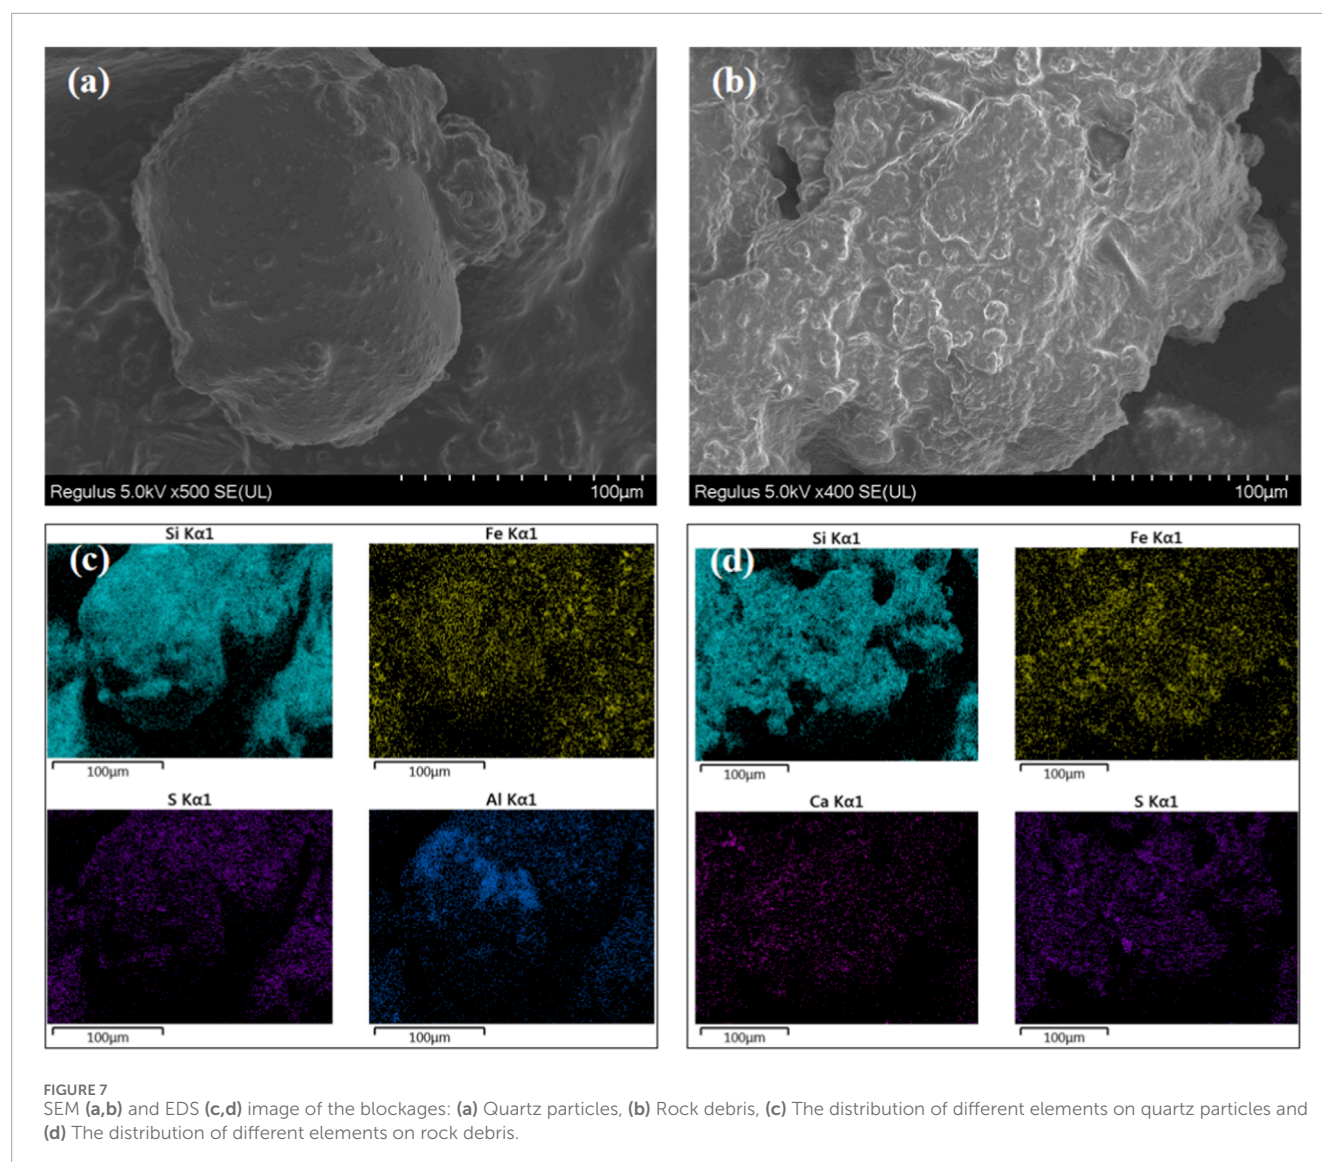 (a)
(b)
Regulus 5.0kV x500 SE(UL) 100µm
Regulus 5.0kV x400 SE(UL) 100µm
(c)
Si Kα1
Fe Kα1
100µm
100µm
S Kα1
Al Kα1
100µm
100µm
(d)
Si Kα1
Fe Kα1
100µm
100µm
Ca Kα1
S Kα1
100µm
100µm
FIGURE 7
SEM (a,b) and EDS (c,d) image of the blockages: (a) Quartz particles, (b) Rock debris, (c) The distribution of different elements on quartz particles and
(d) The distribution of different elements on rock debris.